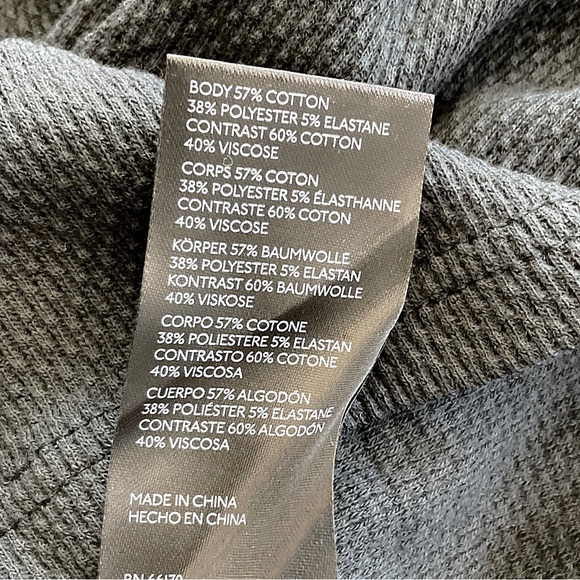 BODY 57% COTTON
38% POLYESTER 5% ELASTANE
CONTRAST 60% COTTON
40% VISCOSE
CORPS 57% COTON
38% POLYESTER 5% ÉLASTHANNE
CONTRASTE 60% COTON
40% VISCOSE
KÖRPER 57% BAUMWOLLE
38% POLYESTER 5% ELASTAN
KONTRAST 60% BAUMWOLLE
40% VISKOSE
CORPO 57% COTONE
38% POLIESTERE 5% ELASTAN
CONTRASTO 60% COTONE
40% VISCOSA
CUERPO 57% ALGODÓN
38% POLIÉSTER 5% ELASTANE
CONTRASTE 60% ALGODÓN
40% VISCOSA
MADE IN CHINA
HECHO EN CHINA
RN 66170